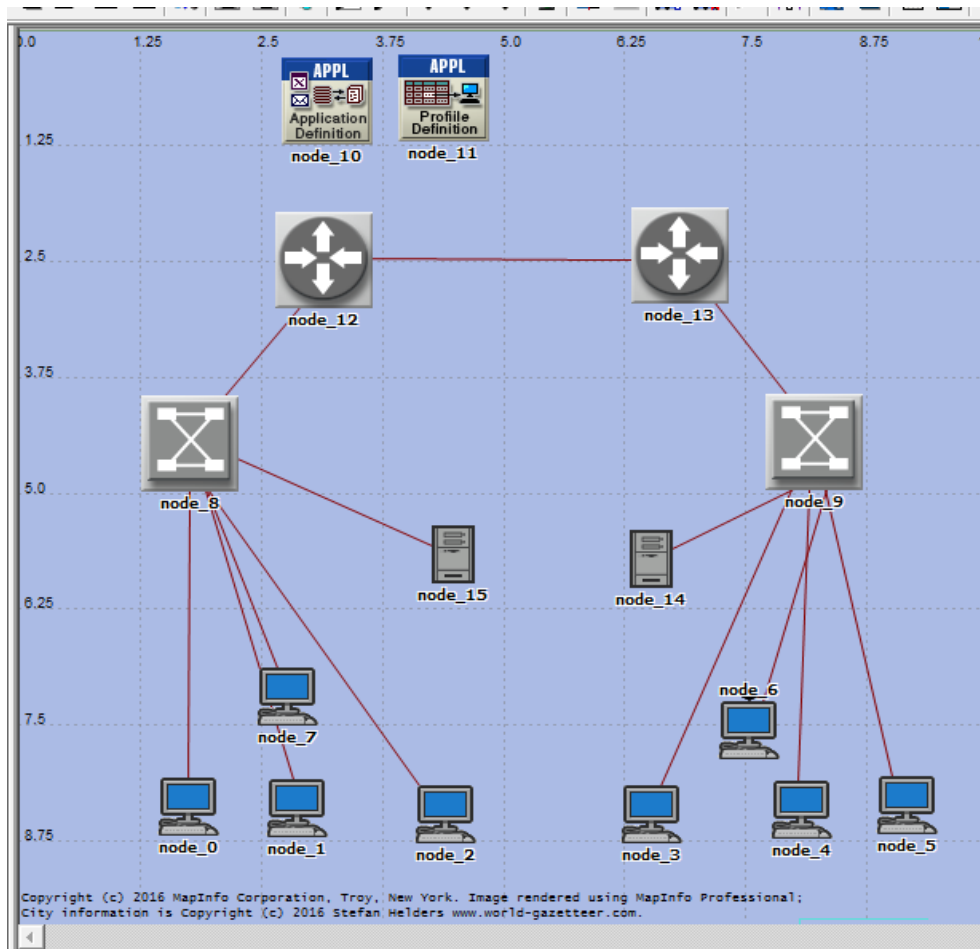 0.0 1.25 2.5 3.75 5.0 6.25 7.5 8.75
APPL
Application
Definition
node_10
APPL
Profile
Definition
node_11
1.25
2.5
node_12
node_13
3.75
node_8
node_9
5.0
node_15
node_14
6.25
node_6
node_7
7.5
node_0
node_1
node_2
node_3
node_4
node_5
8.75
Copyright (c) 2016 MapInfo Corporation, Troy, New York. Image rendered using MapInfo Professional;
City information is Copyright (c) 2016 Stefan Helders www.world-gazetteer.com.